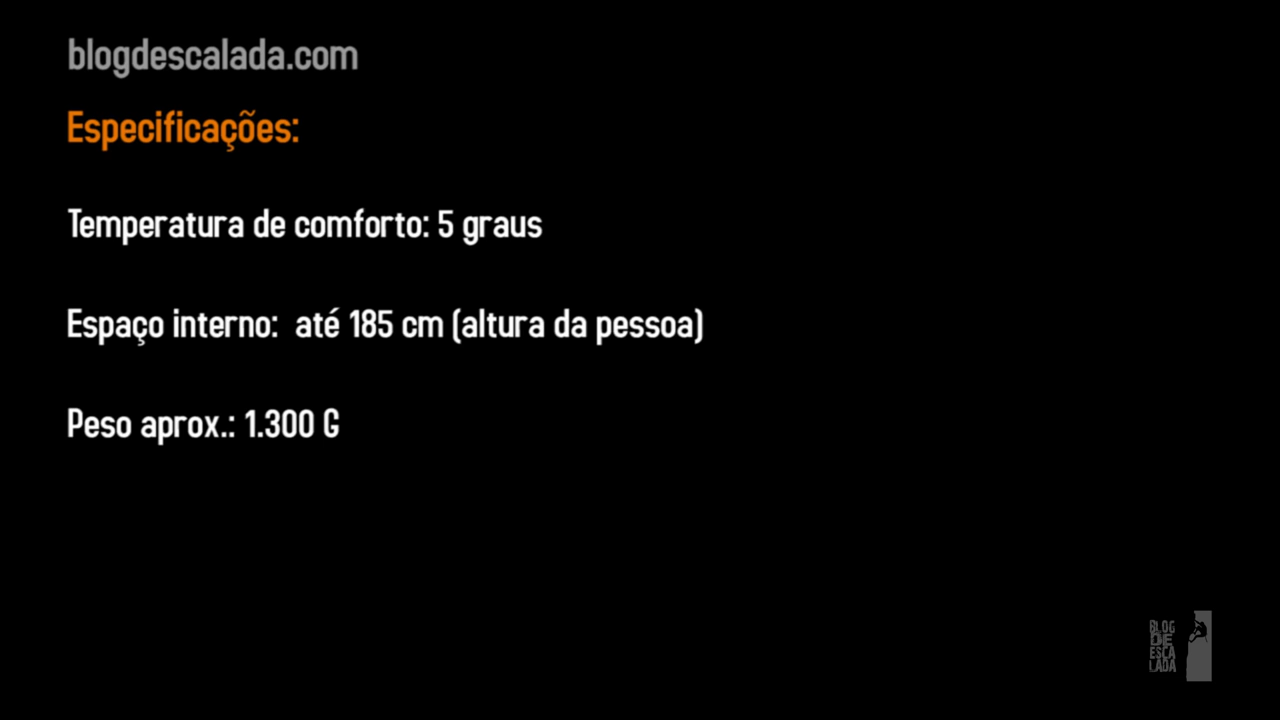 blogdescalada.com
Especificações:
Temperatura de comforto: 5 graus
Espaço interno:  até 185 cm (altura da pessoa)
Peso aprox.: 1.300 G
BLOG
DE
ESCA
LADA